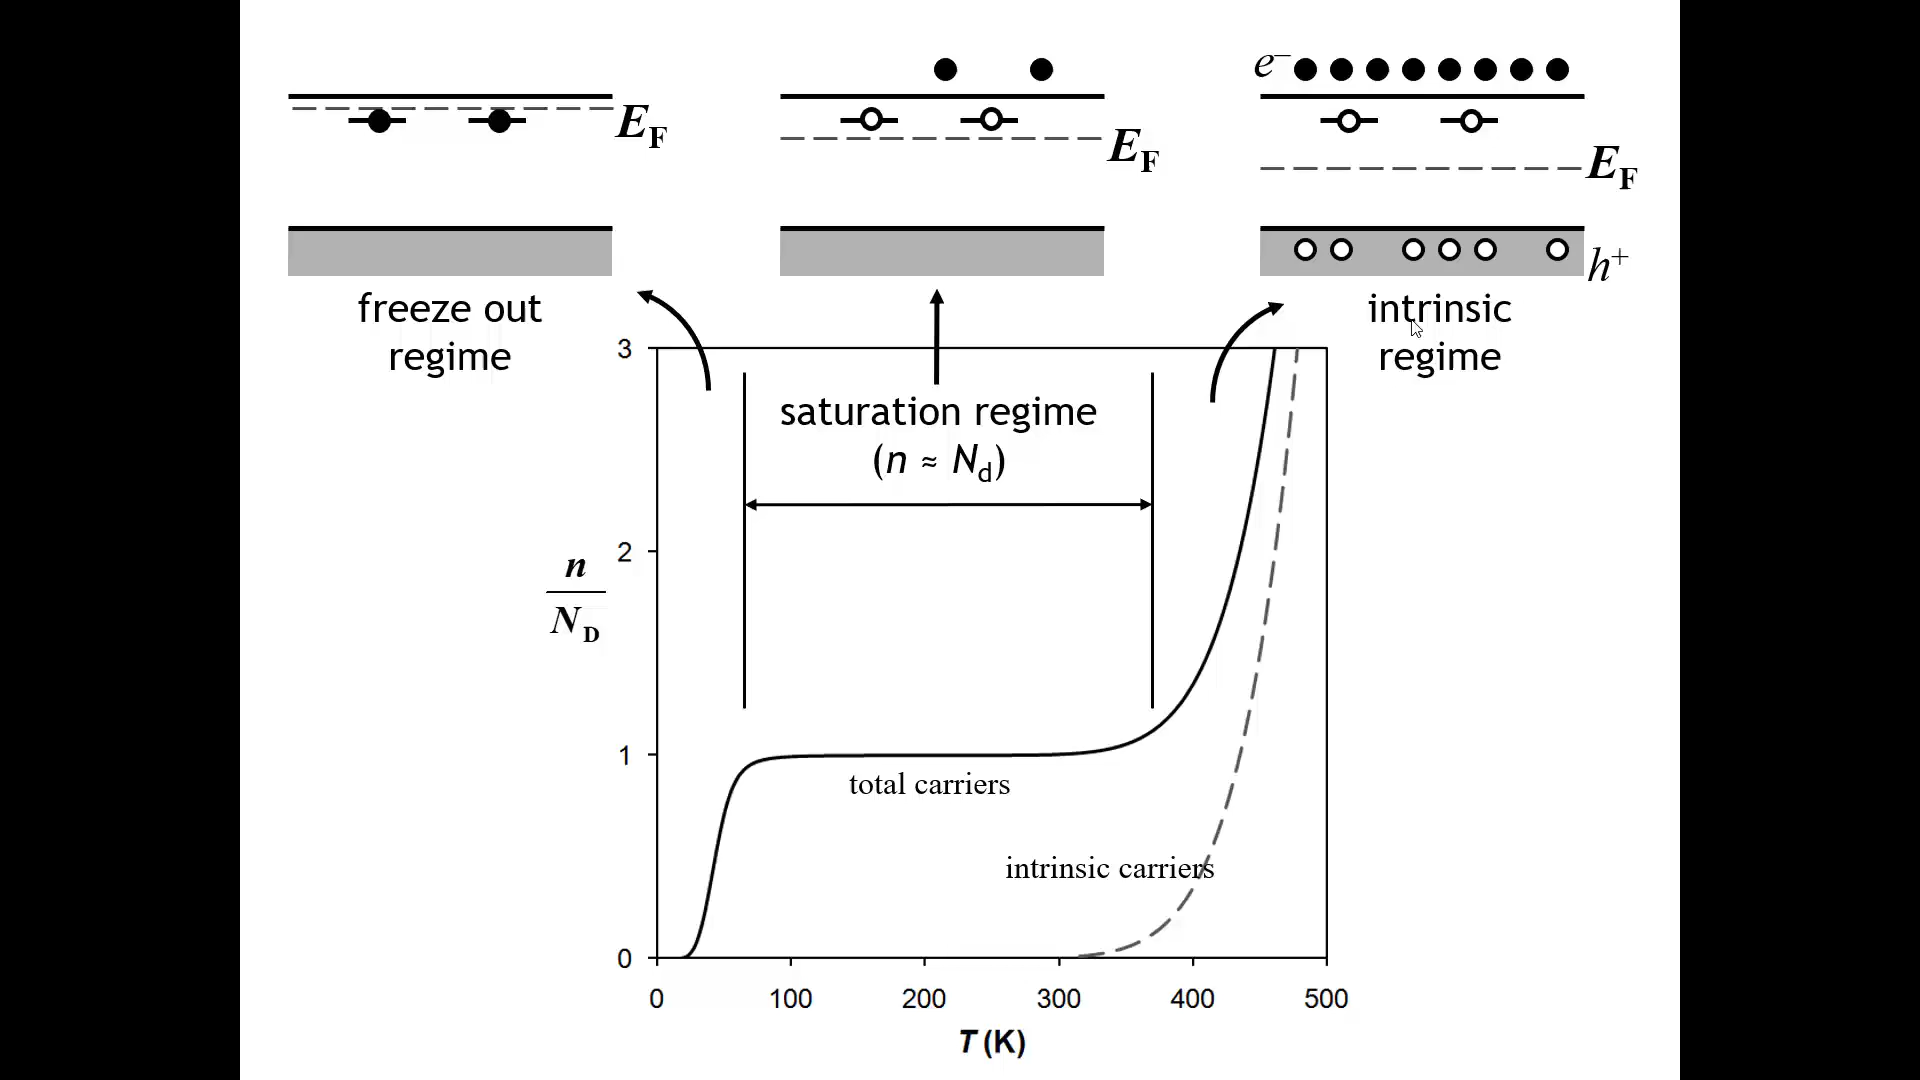 E_F
E_F
e⁻
E_F
h⁺
freeze out
regime
intrinsic
regime
saturation regime
(n ≈ N_d)
n
N_D
3
2
1
0
total carriers
intrinsic carriers
0 100 200 300 400 500
T (K)